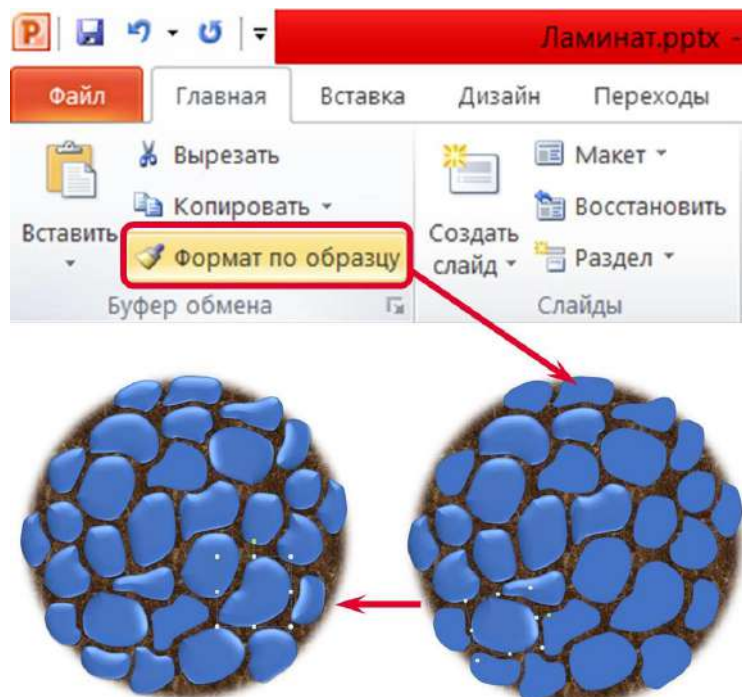 P
Ламинат.pptx -
Файл Главная Вставка Дизайн Переходы
Вырезать
Копировать
Вставить
Формат по образцу
Буфер обмена
Создать
слайд
Макет
Восстановить
Раздел
Слайды